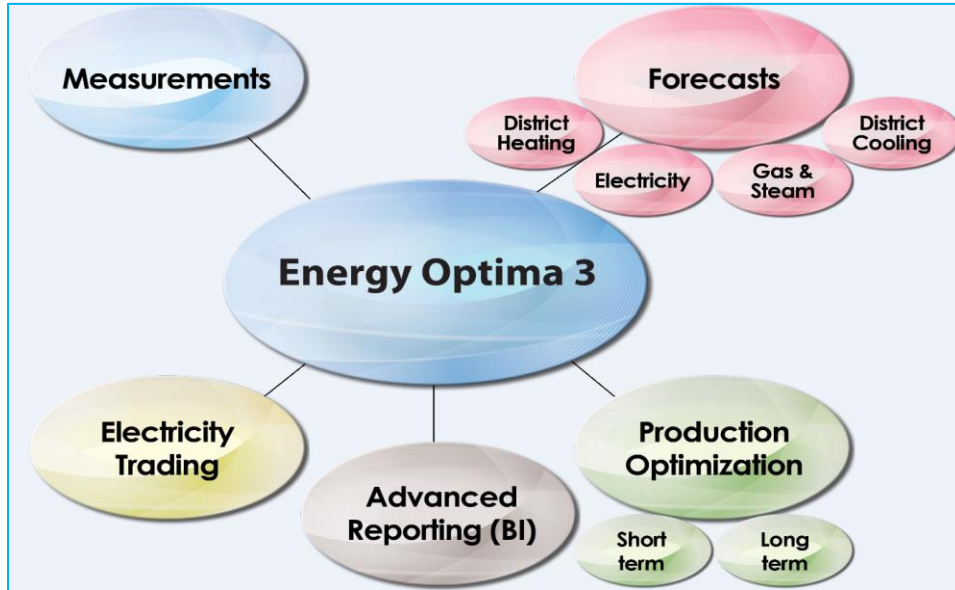 Measurements
Forecasts
District
Heating
District
Cooling
Electricity
Gas &
Steam
Energy Optima 3
Electricity
Trading
Advanced
Reporting (BI)
Production
Optimization
Short
term
Long
term